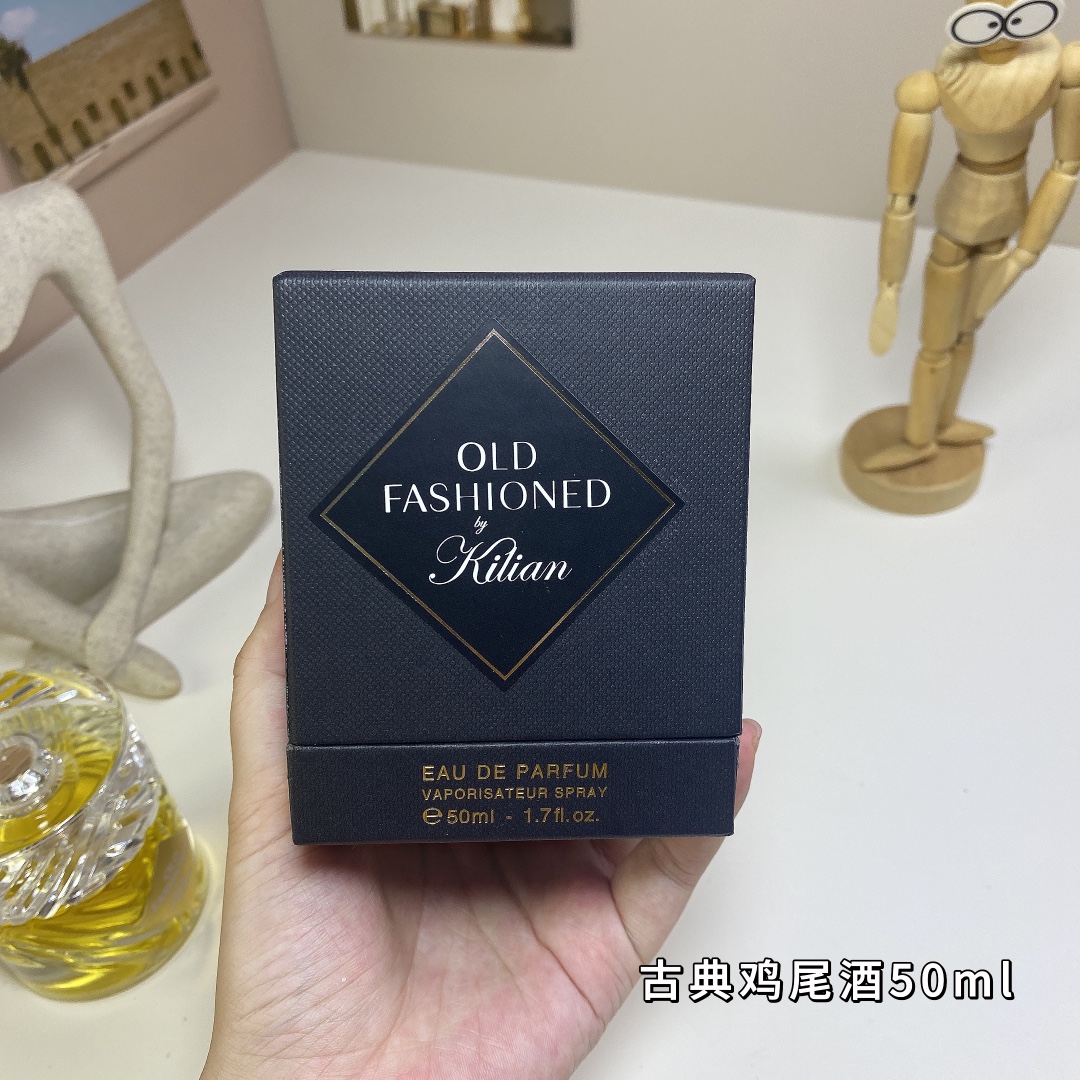 OLD
FASHIONED
by
Kilian
EAU DE PARFUM
VAPORISATEUR SPRAY
℮50ml - 1.7fl.oz.
古典鸡尾酒50ml